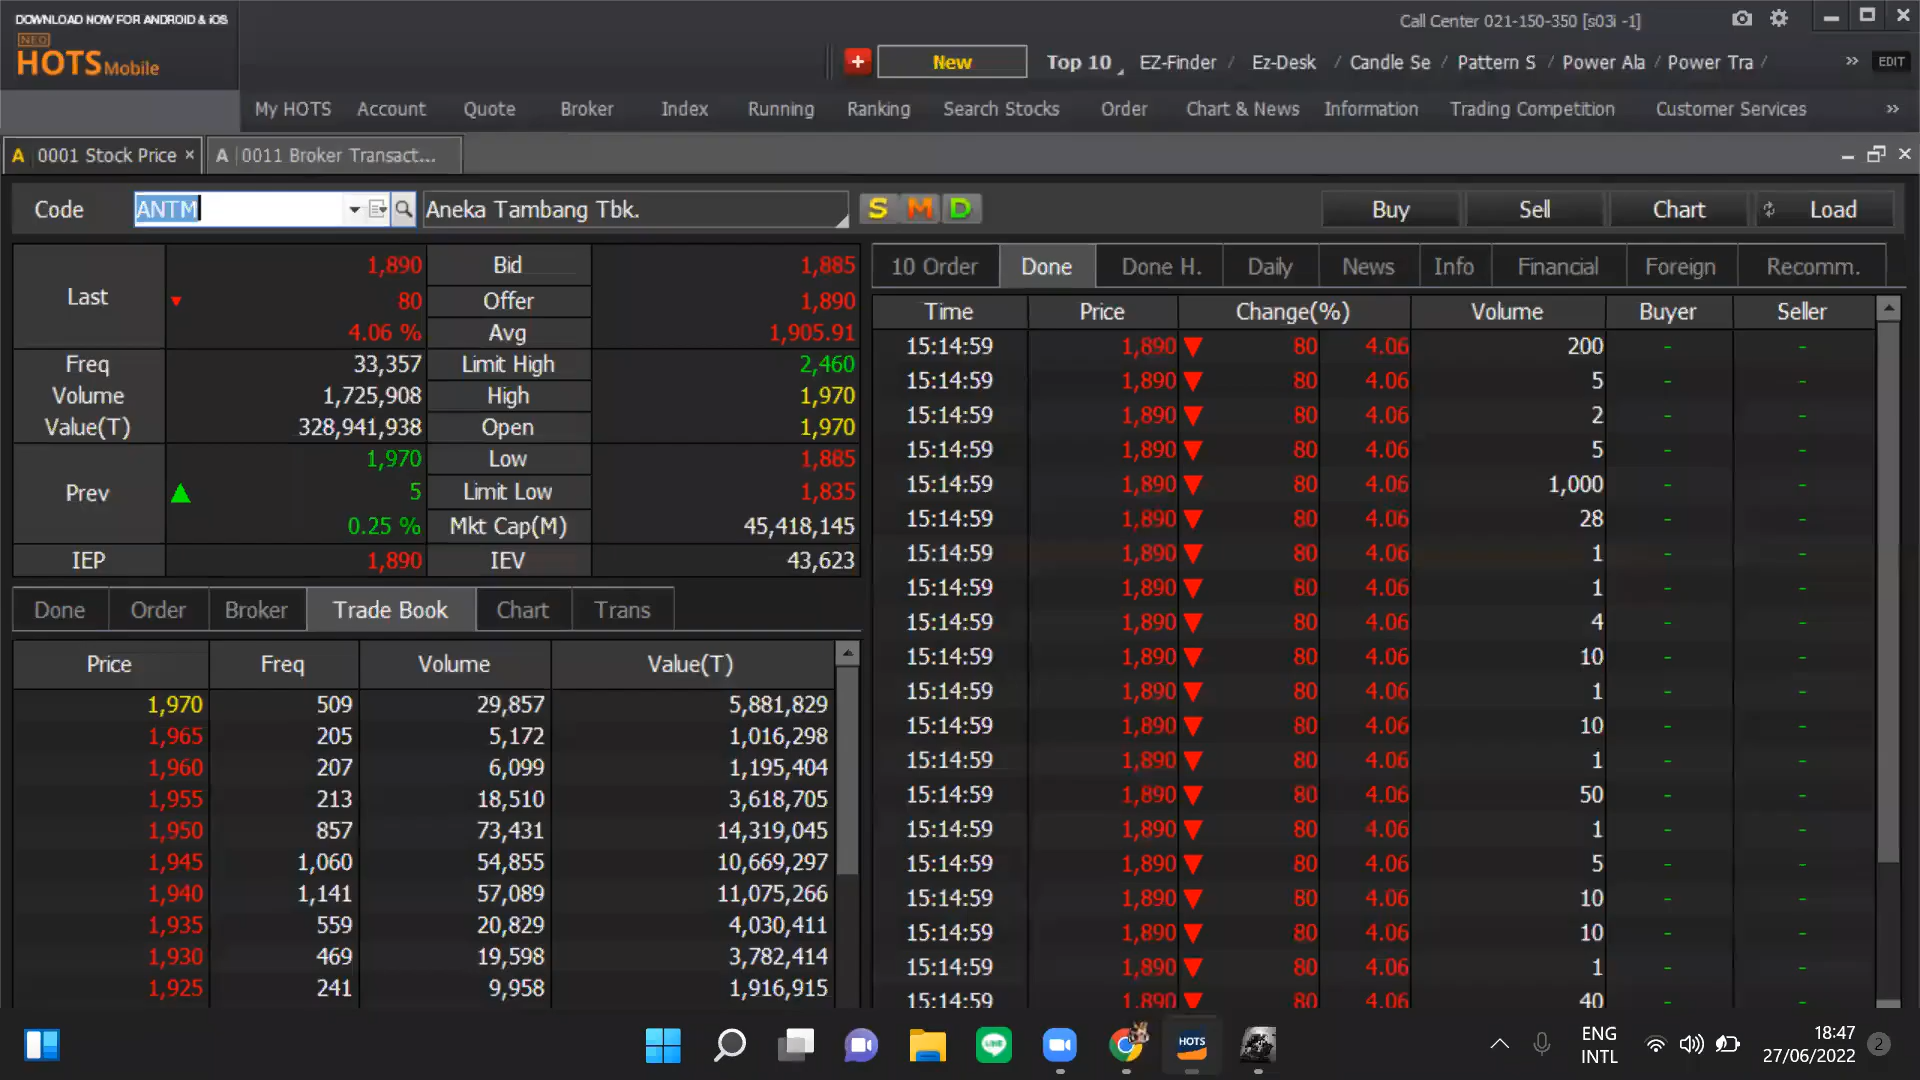 DOWNLOAD NOW FOR ANDROID & iOS
NEO
HOTS Mobile
Call Center 021-150-350 [s03i -1]
New Top 10 EZ-Finder / Ez-Desk / Candle Se / Pattern S / Power Ala / Power Tra / » EDIT
My HOTS Account Quote Broker Index Running Ranking Search Stocks Order Chart & News Information Trading Competition Customer Services »
A 0001 Stock Price × A 0011 Broker Transact...
Code ANTM Aneka Tambang Tbk. S M D Buy Sell Chart Load
Last 1,890 Bid 1,885
80 Offer 1,890
4.06 % Avg 1,905.91
Freq 33,357 Limit High 2,460
Volume 1,725,908 High 1,970
Value(T) 328,941,938 Open 1,970
Prev 1,970 Low 1,885
5 Limit Low 1,835
0.25 % Mkt Cap(M) 45,418,145
IEP 1,890 IEV 43,623
Done Order Broker Trade Book Chart Trans
Price Freq Volume Value(T)
1,970 509 29,857 5,881,829
1,965 205 5,172 1,016,298
1,960 207 6,099 1,195,404
1,955 213 18,510 3,618,705
1,950 857 73,431 14,319,045
1,945 1,060 54,855 10,669,297
1,940 1,141 57,089 11,075,266
1,935 559 20,829 4,030,411
1,930 469 19,598 3,782,414
1,925 241 9,958 1,916,915
10 Order Done Done H. Daily News Info Financial Foreign Recomm.
Time Price Change(%) Volume Buyer Seller
15:14:59 1,890 ▼ 80 4.06 200 - -
15:14:59 1,890 ▼ 80 4.06 5 - -
15:14:59 1,890 ▼ 80 4.06 2 - -
15:14:59 1,890 ▼ 80 4.06 5 - -
15:14:59 1,890 ▼ 80 4.06 1,000 - -
15:14:59 1,890 ▼ 80 4.06 28 - -
15:14:59 1,890 ▼ 80 4.06 1 - -
15:14:59 1,890 ▼ 80 4.06 1 - -
15:14:59 1,890 ▼ 80 4.06 4 - -
15:14:59 1,890 ▼ 80 4.06 10 - -
15:14:59 1,890 ▼ 80 4.06 1 - -
15:14:59 1,890 ▼ 80 4.06 10 - -
15:14:59 1,890 ▼ 80 4.06 1 - -
15:14:59 1,890 ▼ 80 4.06 50 - -
15:14:59 1,890 ▼ 80 4.06 1 - -
15:14:59 1,890 ▼ 80 4.06 5 - -
15:14:59 1,890 ▼ 80 4.06 10 - -
15:14:59 1,890 ▼ 80 4.06 10 - -
15:14:59 1,890 ▼ 80 4.06 1 - -
15:14:59 1,890 ▼ 80 4.06 40 - -
LINE
HOTS
ENG
INTL
18:47
27/06/2022
2